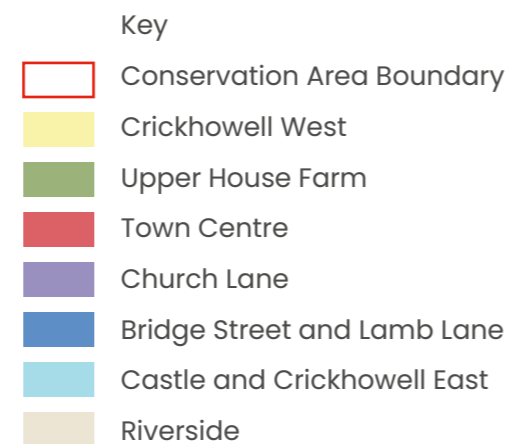 Key
Conservation Area Boundary
Crickhowell West
Upper House Farm
Town Centre
Church Lane
Bridge Street and Lamb Lane
Castle and Crickhowell East
Riverside